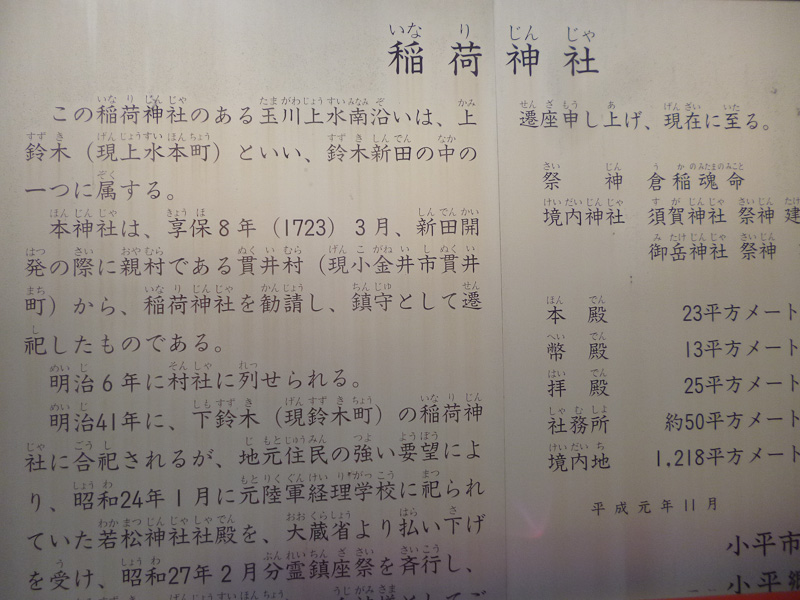 稲荷神社
この稲荷神社のある玉川上水南沿いは、上
鈴木（現上水本町）といい、鈴木新田の中の
一つに属する。
本神社は、享保8年（1723）3月、新田開
発の際に親村である貫井村（現小金井市貫井
町）から、稲荷神社を勧請し、鎮守として遷
祀したものである。
明治6年に村社に列せられる。
明治41年に、下鈴木（現鈴木町）の稲荷神
社に合祀されるが、地元住民の強い要望によ
り、昭和24年1月に元陸軍経理学校に祀られ
ていた若松神社社殿を、大蔵省より払い下げ
を受け、昭和27年2月分霊鎮座祭を斉行し、
遷座申し上げ、現在に至る。
祭神 倉稲魂命
境内神社 須賀神社 祭神 建
御岳神社 祭神
本殿 23平方メート
幣殿 13平方メート
拝殿 25平方メート
社務所 約50平方メート
境内地 1,218平方メート
平成元年11月
小平市
小平郷